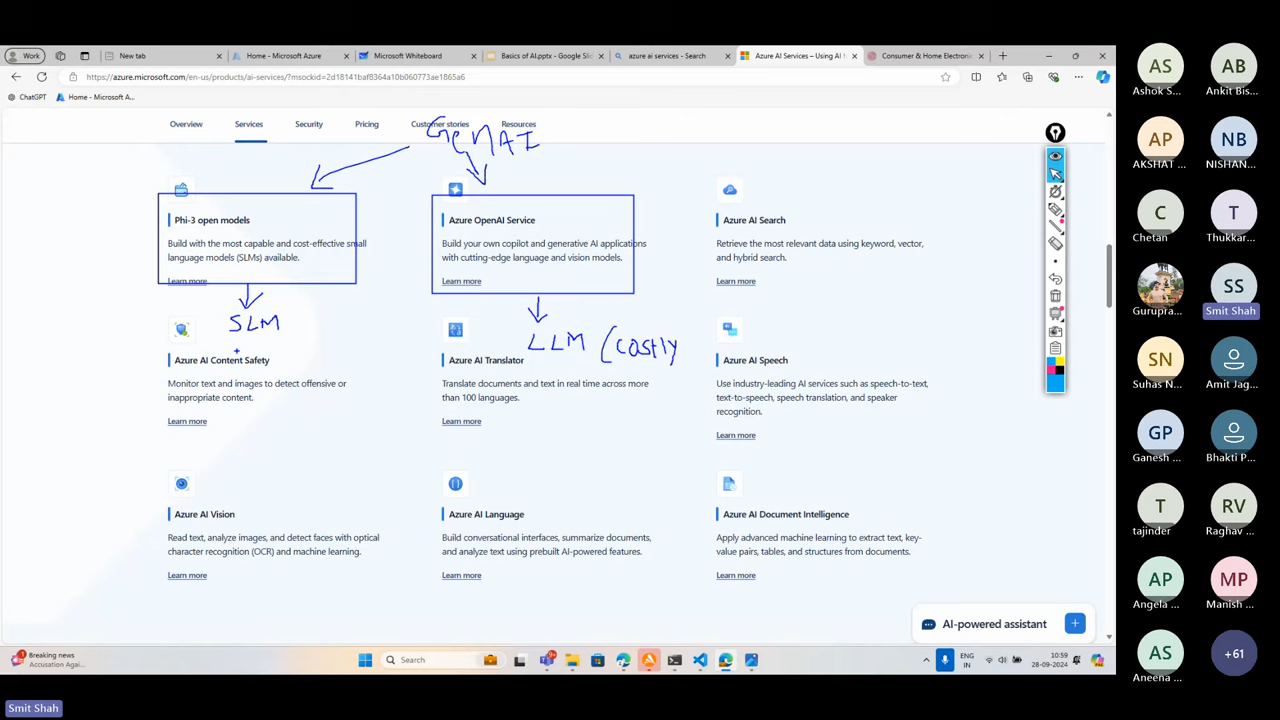 Work
New tab
Home - Microsoft Azure
Microsoft Whiteboard
Basics of AI.pptx - Google Slid
azure ai services - Search
Azure AI Services – Using AI f
Consumer & Home Electroni
https://azure.microsoft.com/en-us/products/ai-services/?msockid=2d18141baf8364a10b060773ae1865a6
ChatGPT
Home - Microsoft A...
Overview
Services
Security
Pricing
Customer stories
Resources
GenAI
Phi-3 open models
Build with the most capable and cost-effective small
language models (SLMs) available.
Learn more
Azure OpenAI Service
Build your own copilot and generative AI applications
with cutting-edge language and vision models.
Learn more
Azure AI Search
Retrieve the most relevant data using keyword, vector,
and hybrid search.
Learn more
SLM
LLM (costly
Azure AI Content Safety
Monitor text and images to detect offensive or
inappropriate content.
Learn more
Azure AI Translator
Translate documents and text in real time across more
than 100 languages.
Learn more
Azure AI Speech
Use industry-leading AI services such as speech-to-text,
text-to-speech, speech translation, and speaker
recognition.
Learn more
Azure AI Vision
Read text, analyze images, and detect faces with optical
character recognition (OCR) and machine learning.
Learn more
Azure AI Language
Build conversational interfaces, summarize documents,
and analyze text using prebuilt AI-powered features.
Learn more
Azure AI Document Intelligence
Apply advanced machine learning to extract text, key-
value pairs, tables, and structures from documents.
Learn more
AI-powered assistant
Breaking news
Accusation Agai...
Search
ENG
IN
10:59
28-09-2024
AS
Ashok S...
AB
Ankit Bis...
AP
AKSHAT ...
NB
NISHAN...
C
Chetan
T
Thukkar...
Gurupra...
SS
Smit Shah
SN
Suhas N...
Amit Jag...
GP
Ganesh ...
Bhakti P...
T
tajinder
RV
Raghav ...
AP
Angela ...
MP
Manish ...
AS
Aneena ...
+61
Smit Shah